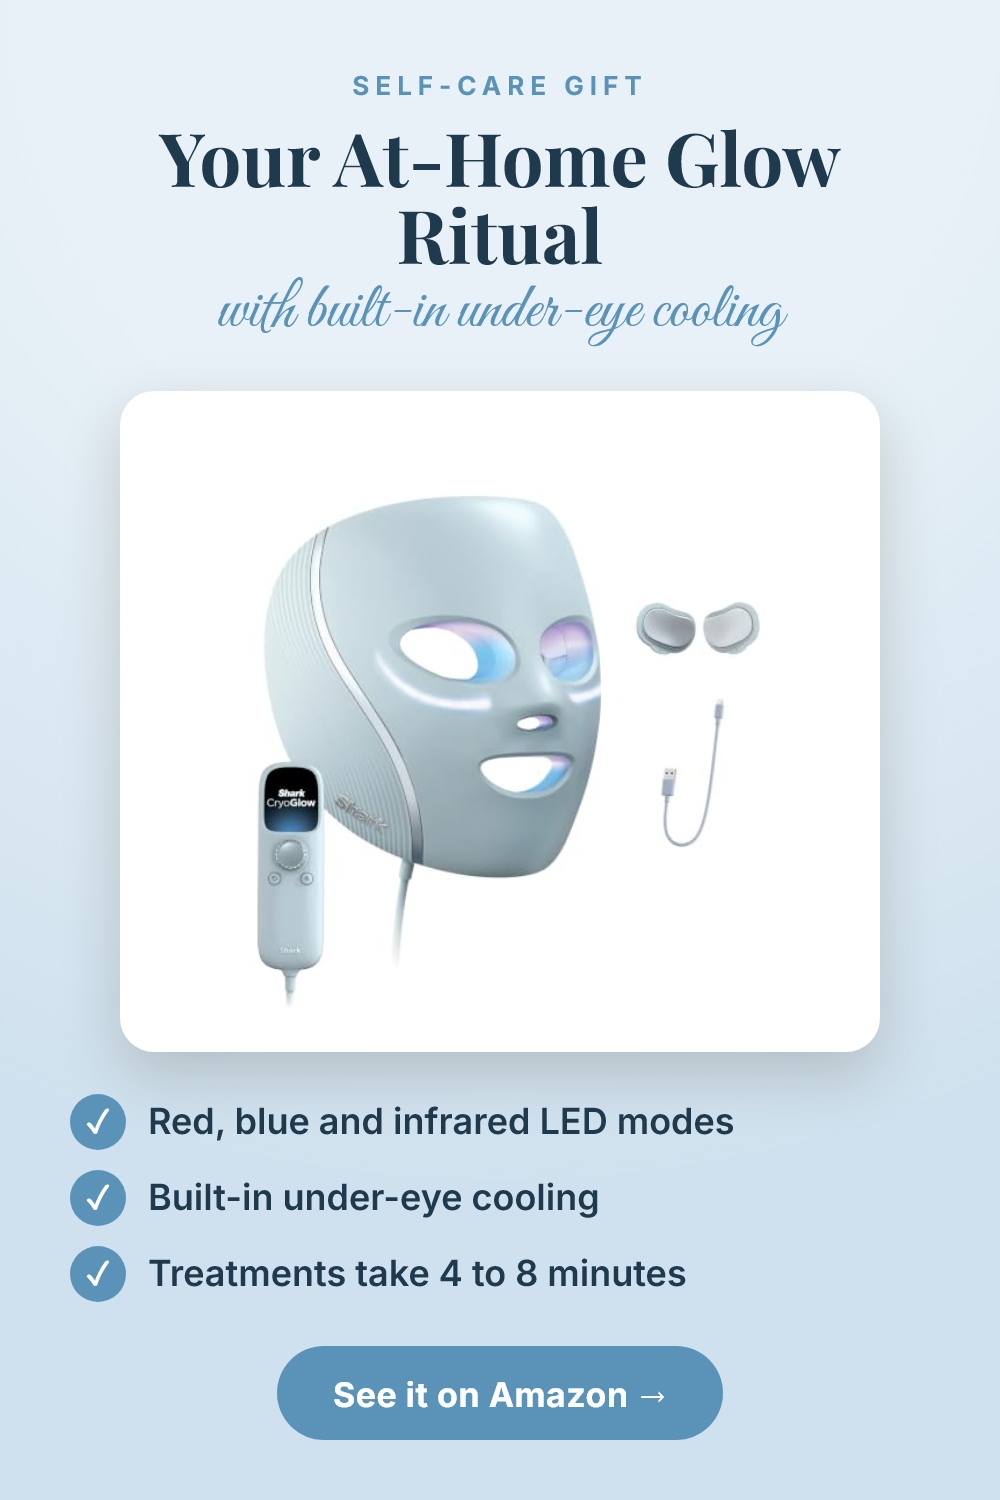 SELF-CARE GIFT
Your At-Home Glow
Ritual
with built-in under-eye cooling
Shark
CryoGlow
Shark
Shark
✓ Red, blue and infrared LED modes
✓ Built-in under-eye cooling
✓ Treatments take 4 to 8 minutes
See it on Amazon →